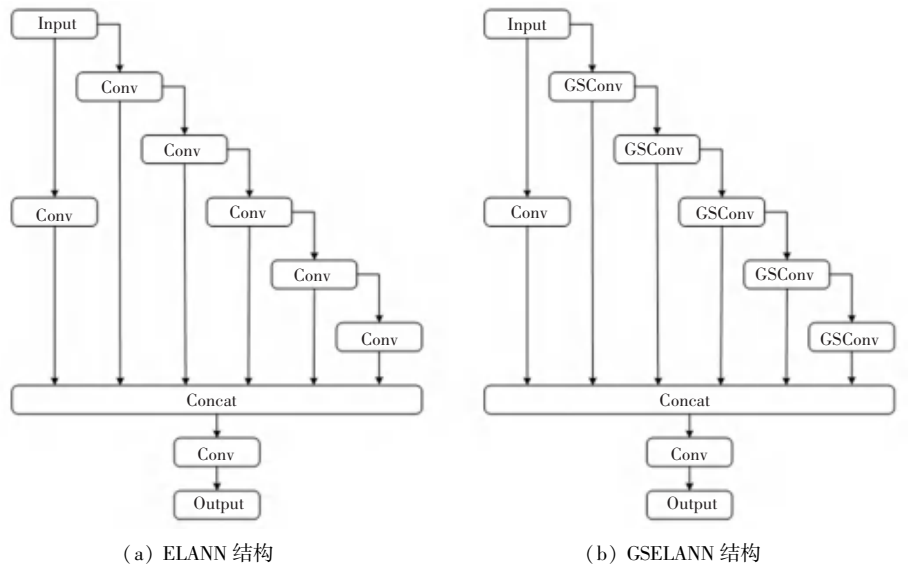 Input
Conv
Conv
Conv
Conv
Conv
Conv
Concat
Conv
Output
(a) ELANN 结构
Input
GSConv
GSConv
Conv
GSConv
GSConv
GSConv
Concat
Conv
Output
(b) GSELANN 结构